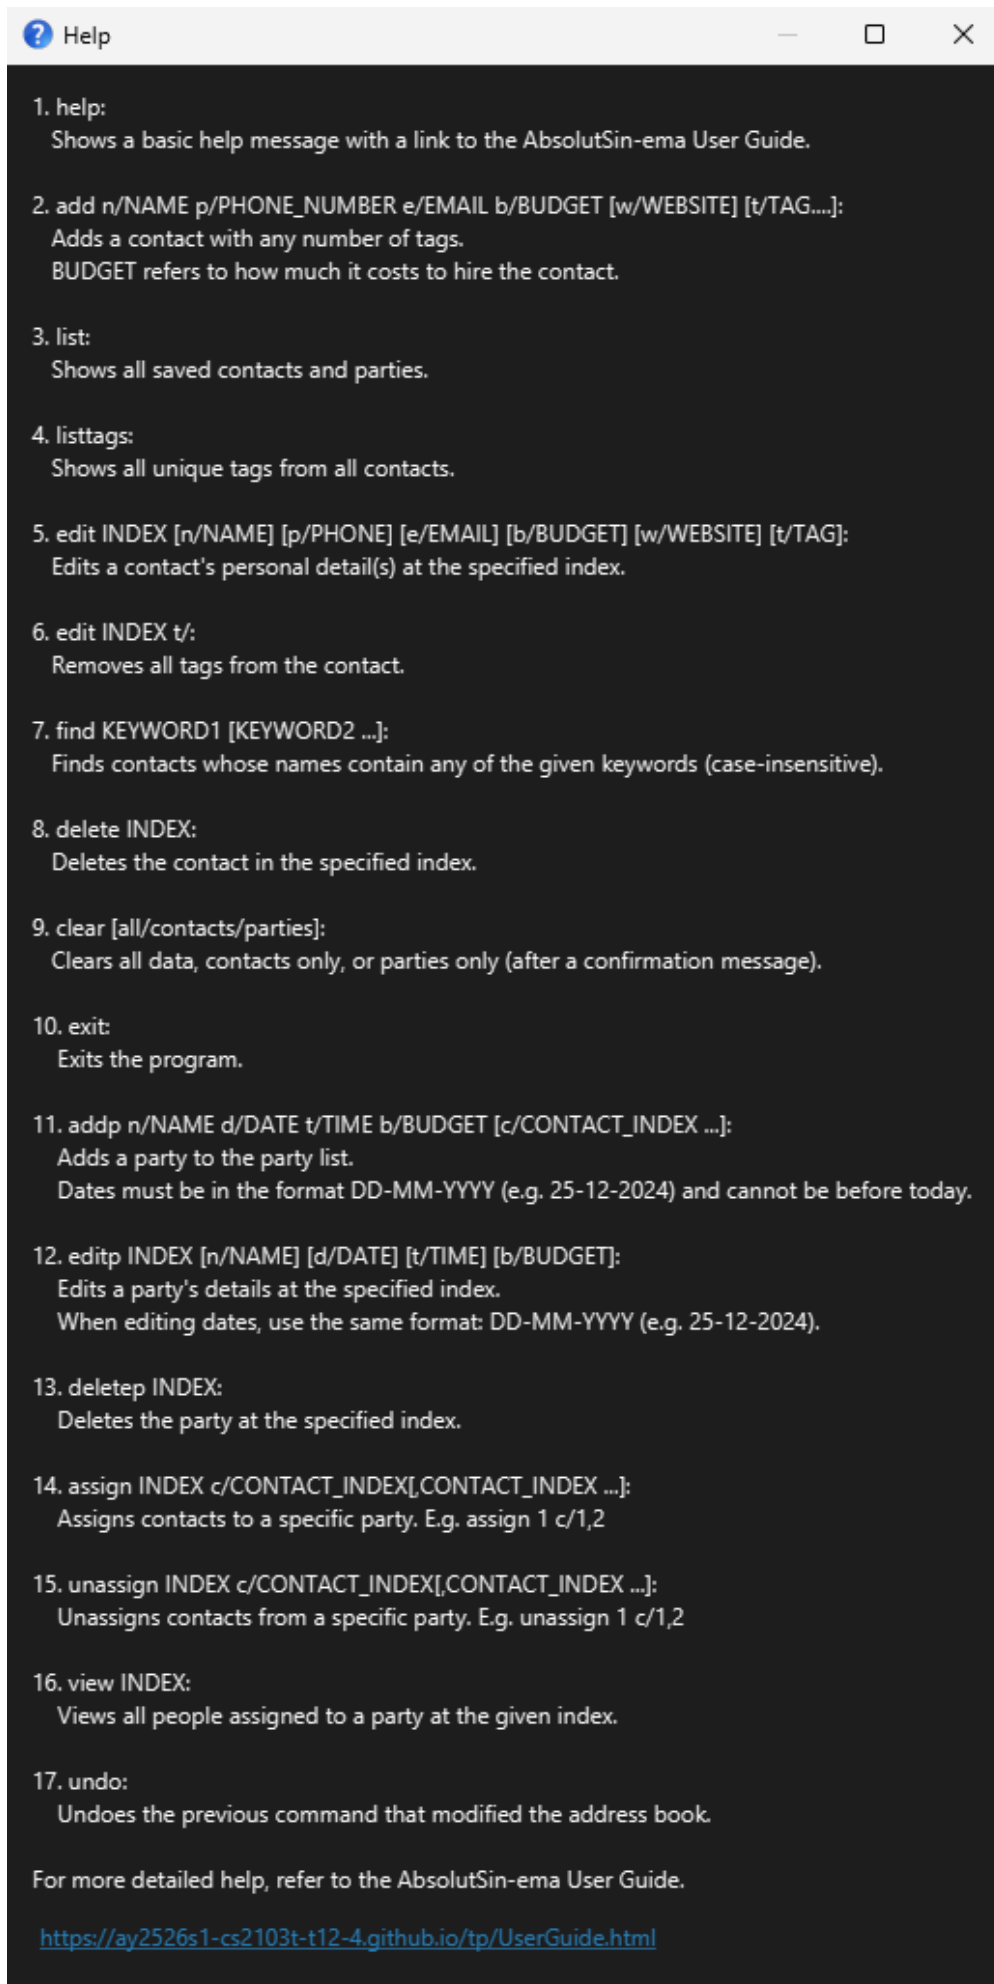 Help
1. help:
Shows a basic help message with a link to the AbsolutSin-ema User Guide.
2. add n/NAME p/PHONE_NUMBER e/EMAIL b/BUDGET [w/WEBSITE] [t/TAG....]:
Adds a contact with any number of tags.
BUDGET refers to how much it costs to hire the contact.
3. list:
Shows all saved contacts and parties.
4. listtags:
Shows all unique tags from all contacts.
5. edit INDEX [n/NAME] [p/PHONE] [e/EMAIL] [b/BUDGET] [w/WEBSITE] [t/TAG]:
Edits a contact's personal detail(s) at the specified index.
6. edit INDEX t/:
Removes all tags from the contact.
7. find KEYWORD1 [KEYWORD2 ...]:
Finds contacts whose names contain any of the given keywords (case-insensitive).
8. delete INDEX:
Deletes the contact in the specified index.
9. clear [all/contacts/parties]:
Clears all data, contacts only, or parties only (after a confirmation message).
10. exit:
Exits the program.
11. addp n/NAME d/DATE t/TIME b/BUDGET [c/CONTACT_INDEX ...]:
Adds a party to the party list.
Dates must be in the format DD-MM-YYYY (e.g. 25-12-2024) and cannot be before today.
12. editp INDEX [n/NAME] [d/DATE] [t/TIME] [b/BUDGET]:
Edits a party's details at the specified index.
When editing dates, use the same format: DD-MM-YYYY (e.g. 25-12-2024).
13. deletep INDEX:
Deletes the party at the specified index.
14. assign INDEX c/CONTACT_INDEX[,CONTACT_INDEX ...]:
Assigns contacts to a specific party. E.g. assign 1 c/1,2
15. unassign INDEX c/CONTACT_INDEX[,CONTACT_INDEX ...]:
Unassigns contacts from a specific party. E.g. unassign 1 c/1,2
16. view INDEX:
Views all people assigned to a party at the given index.
17. undo:
Undoes the previous command that modified the address book.
For more detailed help, refer to the AbsolutSin-ema User Guide.
https://ay2526s1-cs2103t-t12-4.github.io/tp/UserGuide.html